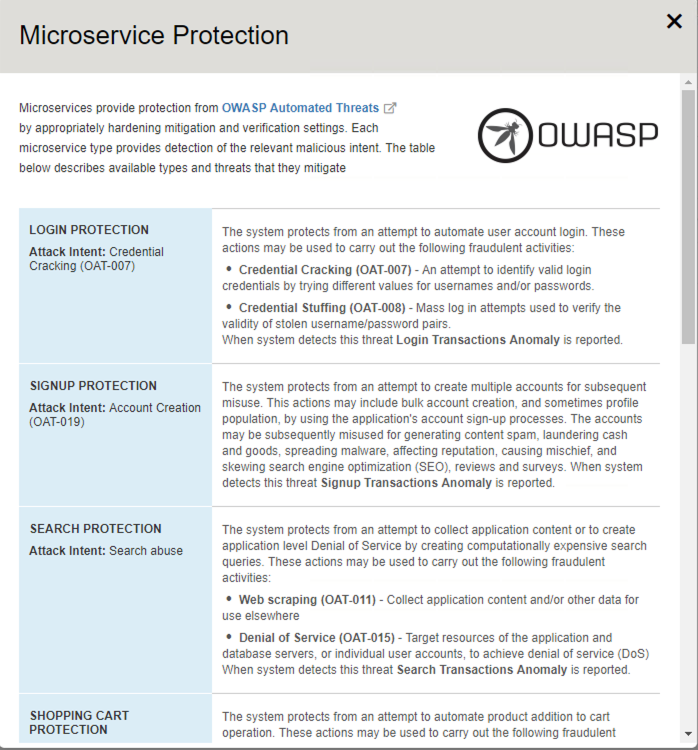 Microservice Protection
Microservices provide protection from OWASP Automated Threats
by appropriately hardening mitigation and verification settings. Each
microservice type provides detection of the relevant malicious intent. The table
below describes available types and threats that they mitigate
OWASP
LOGIN PROTECTION
Attack Intent: Credential
Cracking (OAT-007)
The system protects from an attempt to automate user account login. These
actions may be used to carry out the following fraudulent activities:
• Credential Cracking (OAT-007) - An attempt to identify valid login
credentials by trying different values for usernames and/or passwords.
• Credential Stuffing (OAT-008) - Mass log in attempts used to verify the
validity of stolen username/password pairs.
When system detects this threat Login Transactions Anomaly is reported.
SIGNUP PROTECTION
Attack Intent: Account Creation
(OAT-019)
The system protects from an attempt to create multiple accounts for subsequent
misuse. This actions may include bulk account creation, and sometimes profile
population, by using the application's account sign-up processes. The accounts
may be subsequently misused for generating content spam, laundering cash
and goods, spreading malware, affecting reputation, causing mischief, and
skewing search engine optimization (SEO), reviews and surveys. When system
detects this threat Signup Transactions Anomaly is reported.
SEARCH PROTECTION
Attack Intent: Search abuse
The system protects from an attempt to collect application content or to create
application level Denial of Service by creating computationally expensive search
queries. These actions may be used to carry out the following fraudulent
activities:
• Web scraping (OAT-011) - Collect application content and/or other data for
use elsewhere
• Denial of Service (OAT-015) - Target resources of the application and
database servers, or individual user accounts, to achieve denial of service (DoS)
When system detects this threat Search Transactions Anomaly is reported.
SHOPPING CART
PROTECTION
The system protects from an attempt to automate product addition to cart
operation. These actions may be used to carry out the following fraudulent